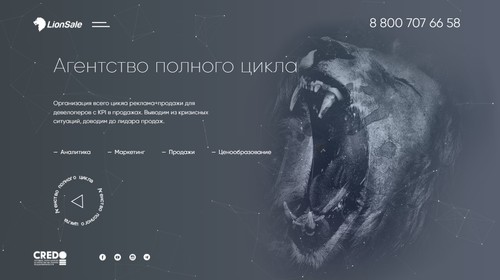 LionSale
8 800 707 66 58
Агентство полного цикла
Организация всего цикла реклама+продажи для
девелоперов с KPI в продажах. Выводим из кризисных
ситуаций, доводим до лидера продаж.
— Аналитика — Маркетинг — Продажи — Ценообразование
Агентство полного цикла
CREDO